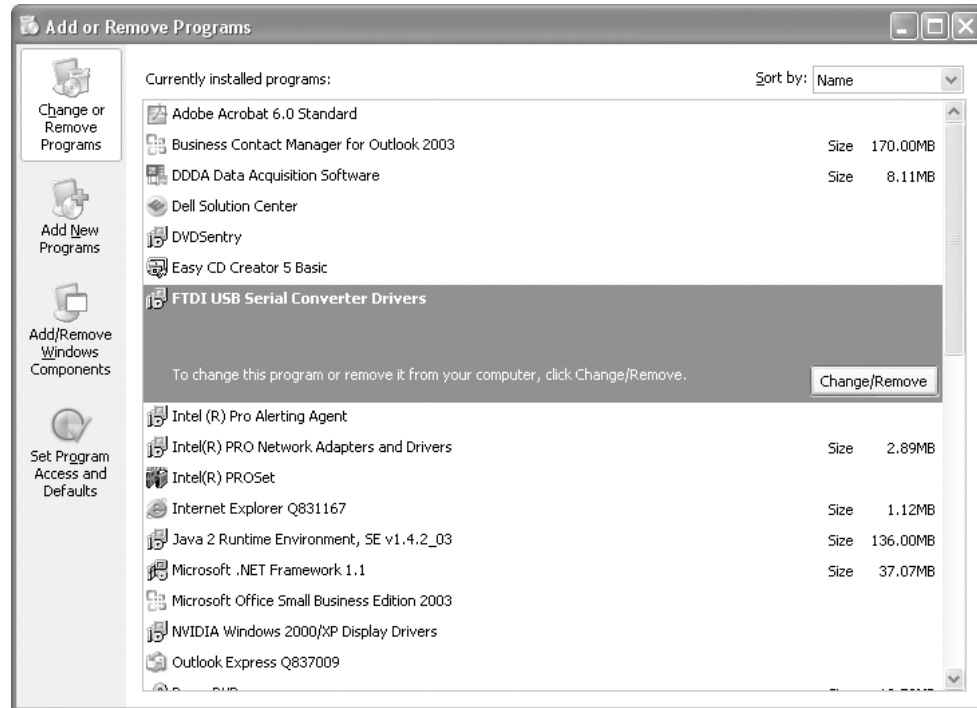 Add or Remove Programs
Change or
Remove
Programs
Add New
Programs
Add/Remove
Windows
Components
Set Program
Access and
Defaults
Currently installed programs:
Sort by: Name
Adobe Acrobat 6.0 Standard
Business Contact Manager for Outlook 2003 Size 170.00MB
DDDA Data Acquisition Software Size 8.11MB
Dell Solution Center
DVDSentry
Easy CD Creator 5 Basic
FTDI USB Serial Converter Drivers
To change this program or remove it from your computer, click Change/Remove.
Change/Remove
Intel (R) Pro Alerting Agent
Intel(R) PRO Network Adapters and Drivers Size 2.89MB
Intel(R) PROSet
Internet Explorer Q831167 Size 1.12MB
Java 2 Runtime Environment, SE v1.4.2_03 Size 136.00MB
Microsoft .NET Framework 1.1 Size 37.07MB
Microsoft Office Small Business Edition 2003
NVIDIA Windows 2000/XP Display Drivers
Outlook Express Q837009